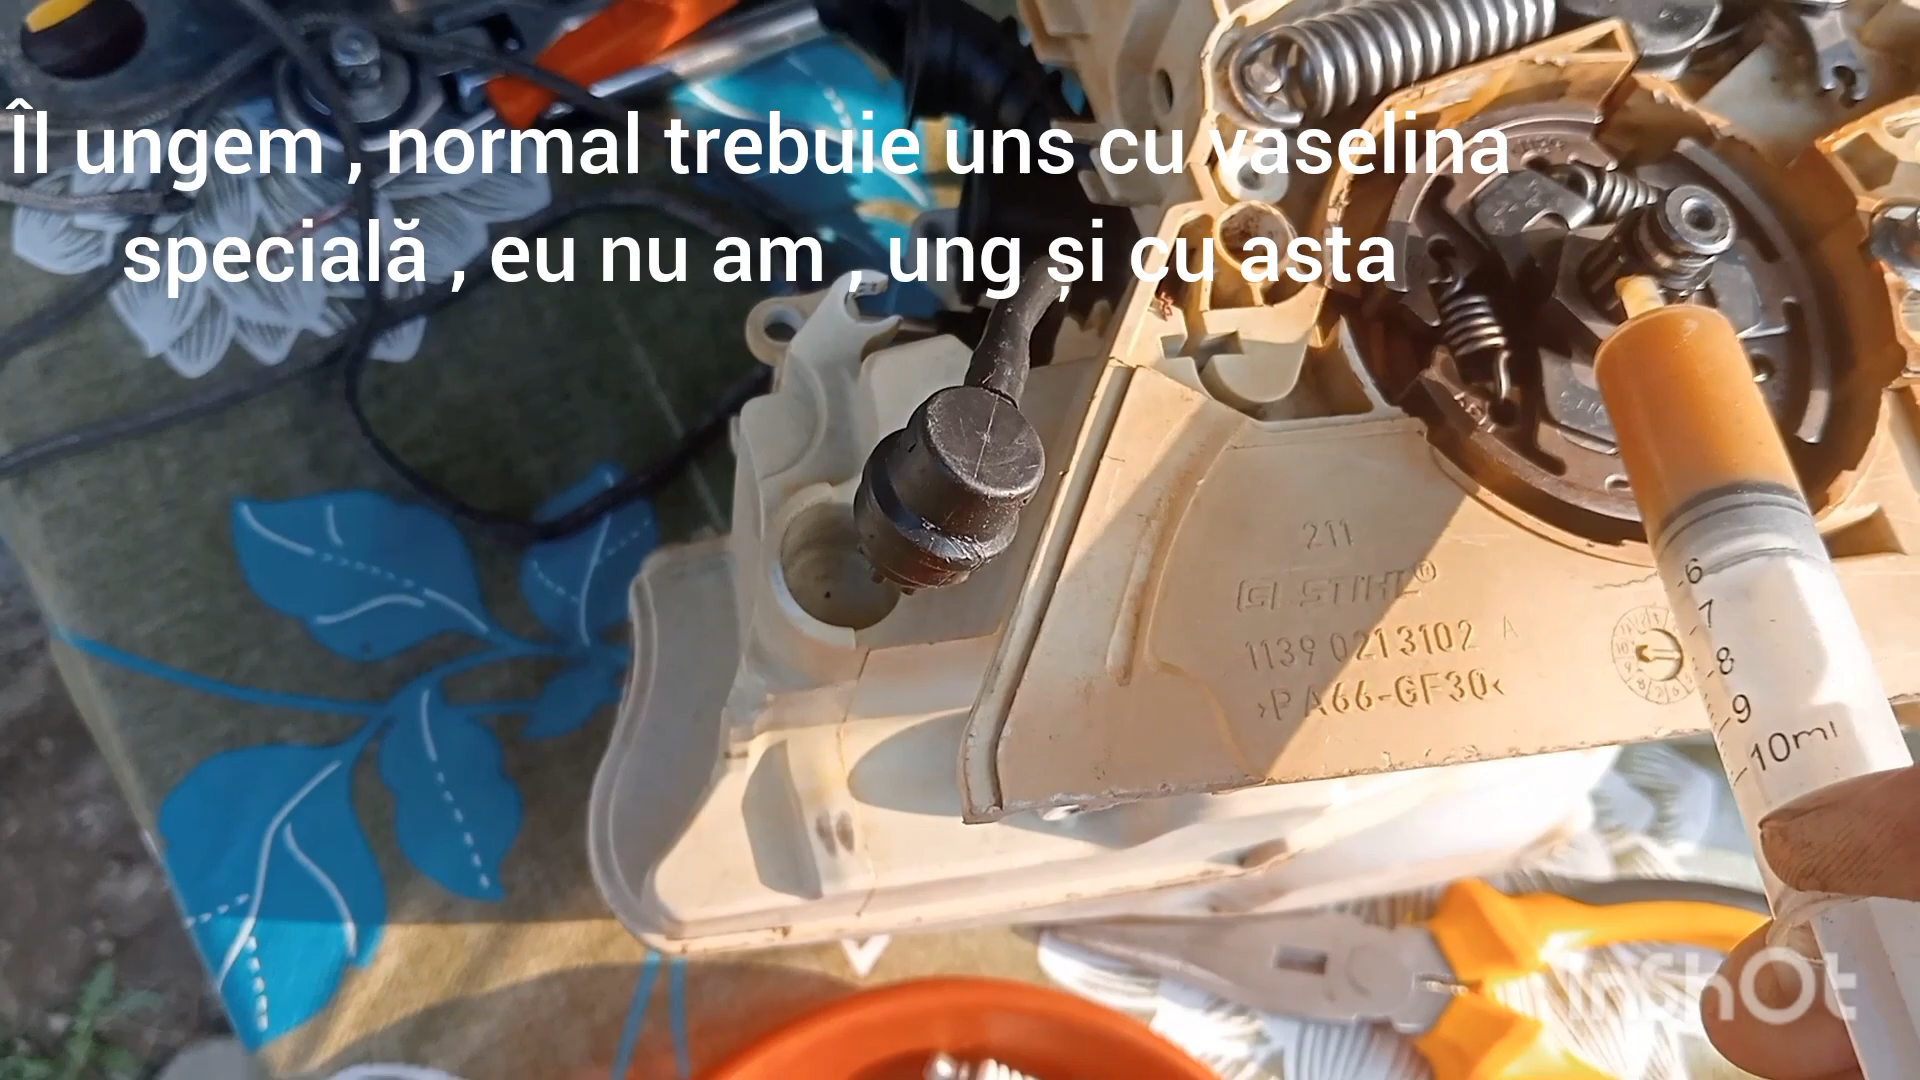 Îl ungem , normal trebuie uns cu vaselina
specială , eu nu am , ung și cu asta
211
STIHL®
1139 021 3102 A
>PA66-GF30<
6
7
8
9
10ml
InShOt